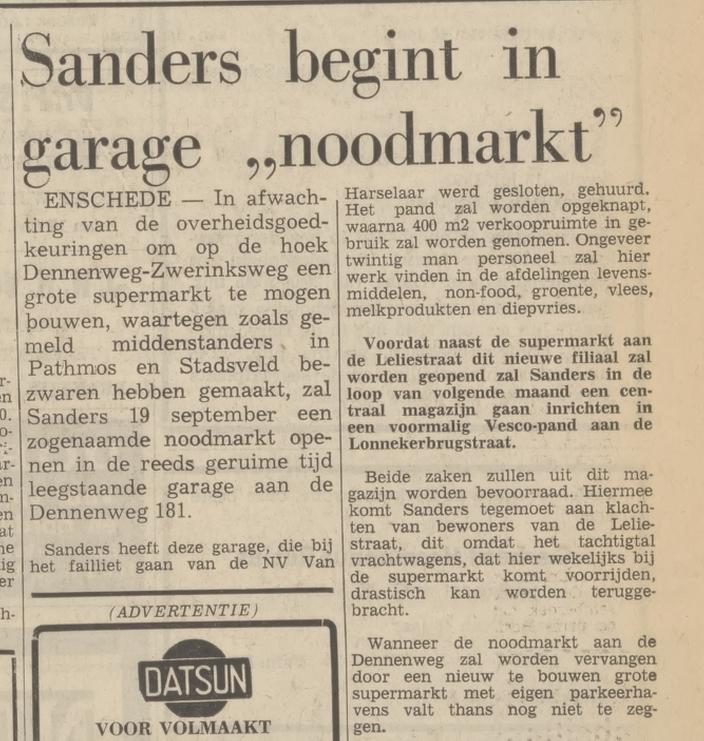 Sanders begint in
garage „noodmarkt”
ENSCHEDE — In afwach-
ting van de overheidsgoed-
keuringen om op de hoek
Dennenweg-Zwerinksweg een
grote supermarkt te mogen
bouwen, waartegen zoals ge-
meld middenstanders in
Pathmos en Stadsveld be-
zwaren hebben gemaakt, zal
Sanders 19 september een
zogenaamde noodmarkt ope-
nen in de reeds geruime tijd
leegstaande garage aan de
Dennenweg 181.
Sanders heeft deze garage, die bij
het failliet gaan van de NV Van
Harselaar werd gesloten, gehuurd.
Het pand zal worden opgeknapt,
waarna 400 m2 verkoopruimte in ge-
bruik zal worden genomen. Ongeveer
twintig man personeel zal hier
werk vinden in de afdelingen levens-
middelen, non-food, groente, vlees,
melkprodukten en diepvries.
Voordat naast de supermarkt aan
de Leliestraat dit nieuwe filiaal zal
worden geopend zal Sanders in de
loop van volgende maand een cen-
traal magazijn gaan inrichten in
een voormalig Vesco-pand aan de
Lonnekerbrugstraat.
Beide zaken zullen uit dit ma-
gazijn worden bevoorraad. Hiermee
komt Sanders tegemoet aan klach-
ten van bewoners van de Lelie-
straat, dit omdat het tachtigtal
vrachtwagens, dat hier wekelijks bij
de supermarkt komt voorrijden,
drastisch kan worden terugge-
bracht.
Wanneer de noodmarkt aan de
Dennenweg zal worden vervangen
door een nieuw te bouwen grote
supermarkt met eigen parkeerha-
vens valt thans nog niet te zeg-
gen.
(ADVERTENTIE)
DATSUN
VOOR VOLMAAKT